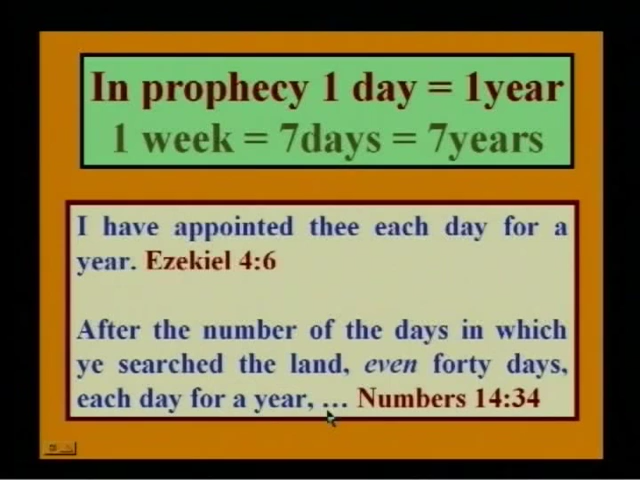 In prophecy 1 day = 1year
1 week = 7days = 7years
I have appointed thee each day for a
year. Ezekiel 4:6
After the number of the days in which
ye searched the land, even forty days,
each day for a year, … Numbers 14:34